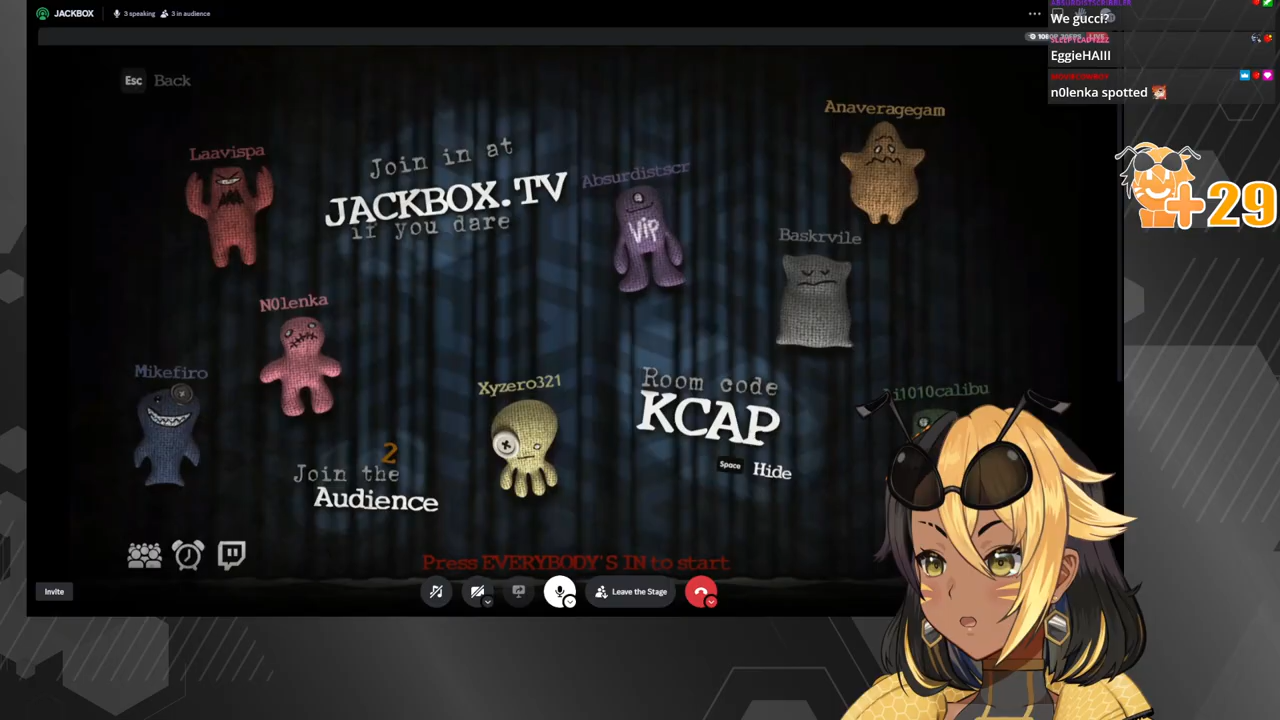 JACKBOX
3 speaking
3 in audience
We gucci?
EggieHAIII
n0lenka spotted
Esc Back
Anaveragegam
Laavispa
Join in at
JACKBOX.TV
if you dare
Absurdistscr
VIP
Baskrvile
N0lenka
Mikefiro
Xyzero321
Room code
KCAP
Space Hide
i1010calibu
2
Join the
Audience
Press EVERYBODY'S IN to start
Invite
Leave the Stage
+29